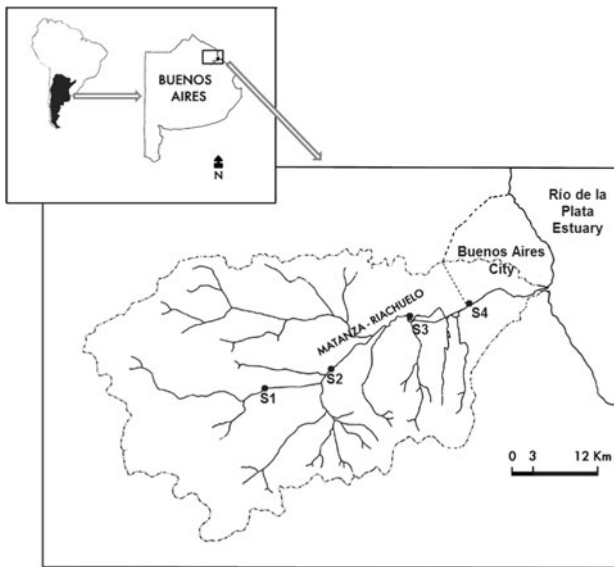 BUENOS
AIRES
N
Río de la
Plata
Estuary
Buenos Aires
City
MATANZA - RIACHUELO
S4
S3
S2
S1
0 3 12 Km